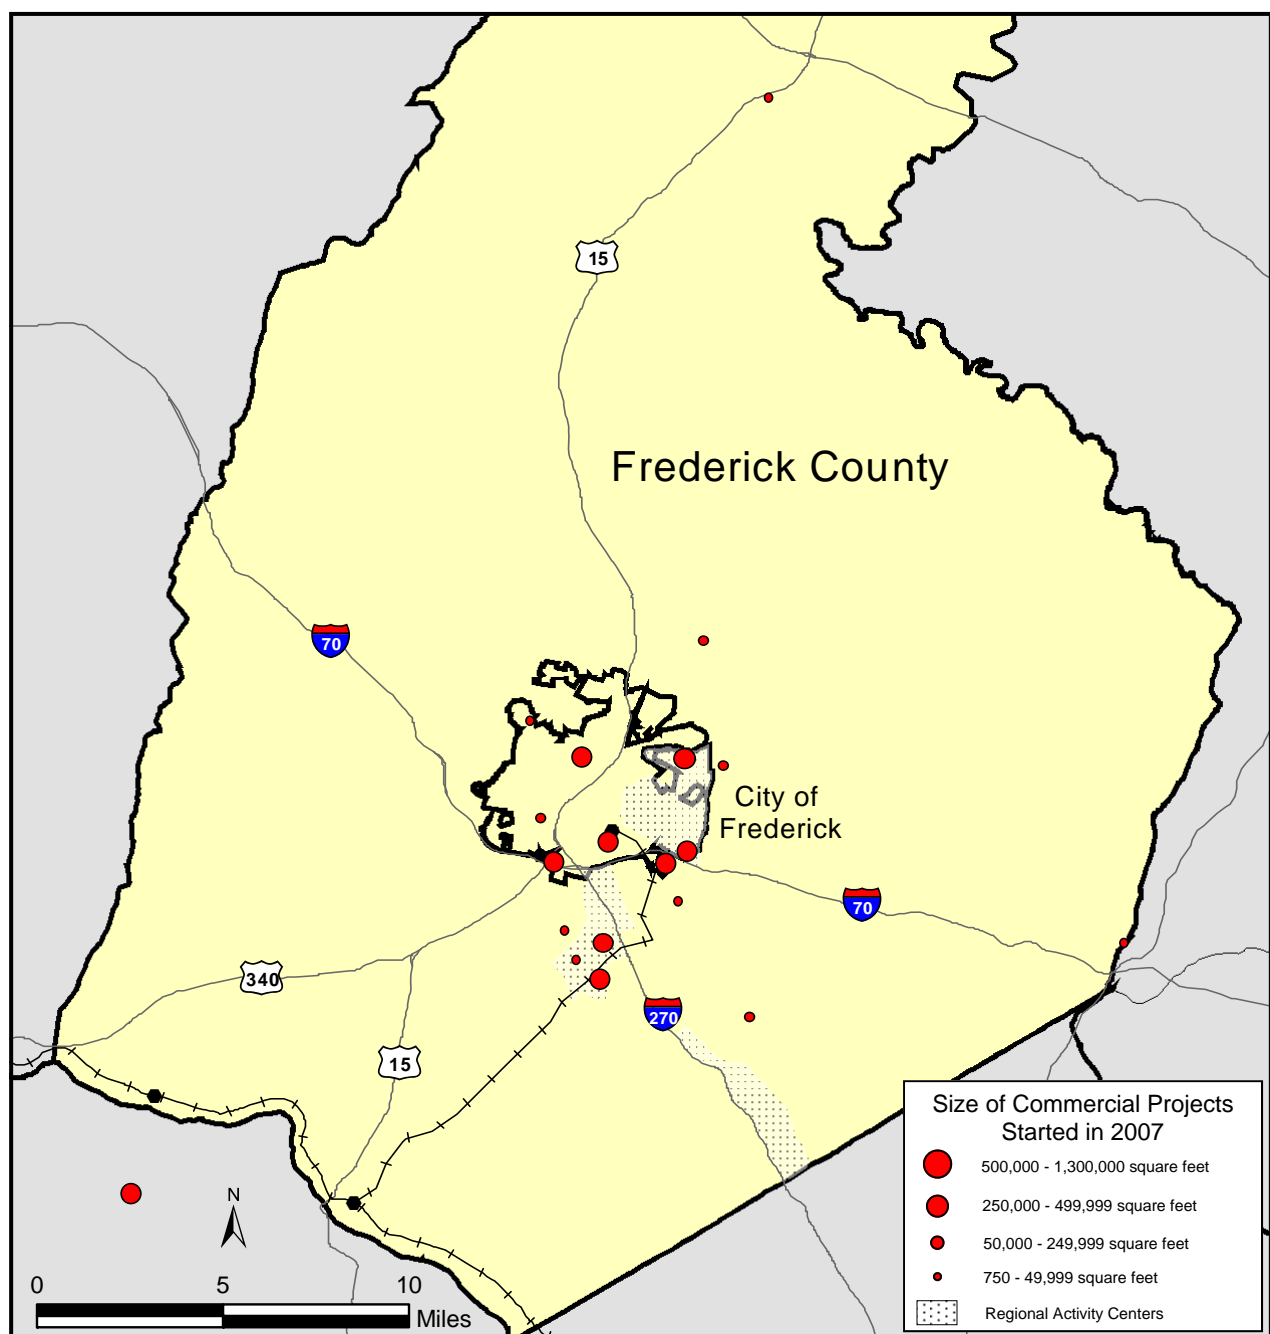 15
Frederick County
70
City of
Frederick
70
340
270
15
Size of Commercial Projects
Started in 2007
500,000 - 1,300,000 square feet
250,000 - 499,999 square feet
50,000 - 249,999 square feet
750 - 49,999 square feet
Regional Activity Centers
N
0 5 10
Miles